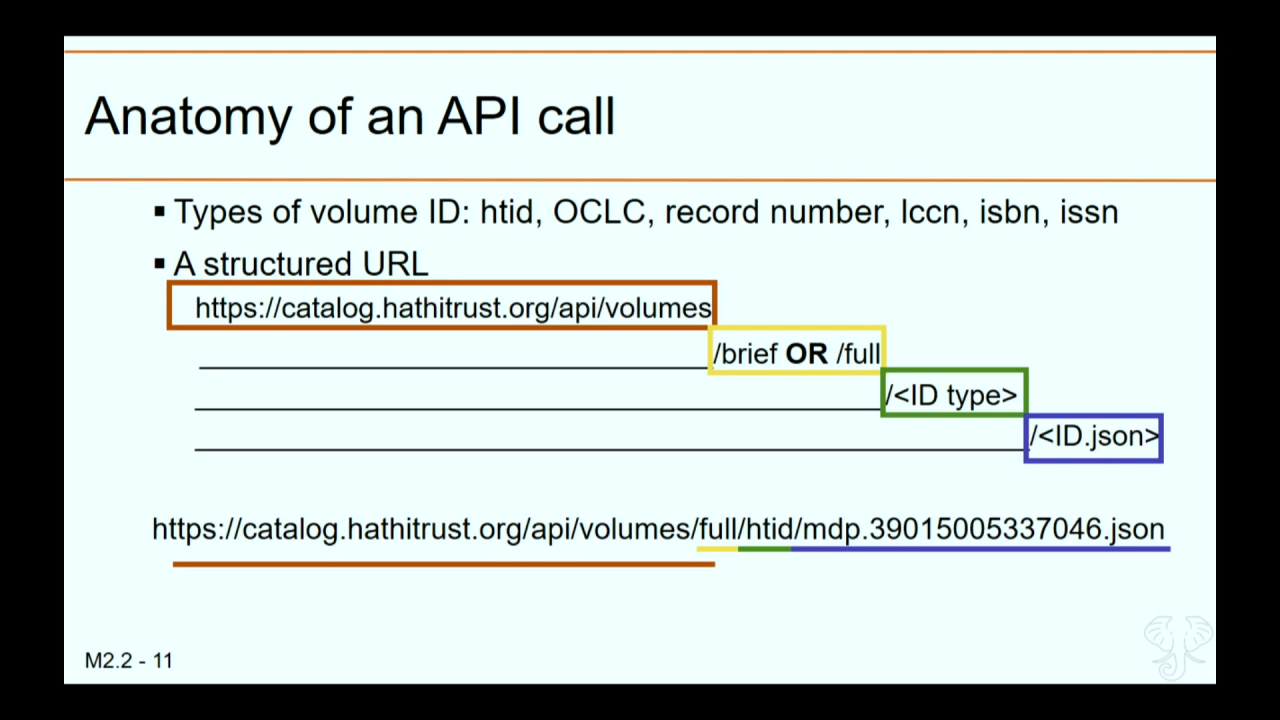 Anatomy of an API call
▪ Types of volume ID: htid, OCLC, record number, lccn, isbn, issn
▪ A structured URL
https://catalog.hathitrust.org/api/volumes
/brief OR /full
/<ID type>
/<ID.json>
https://catalog.hathitrust.org/api/volumes/full/htid/mdp.39015005337046.json
M2.2 - 11